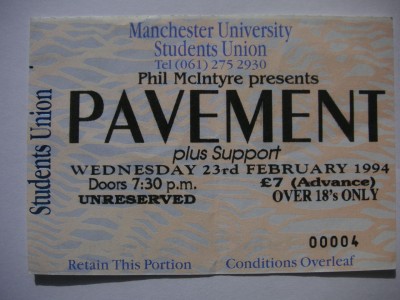 Manchester University
Students Union
Tel (061) 275 2930
Phil McIntyre presents
PAVEMENT
plus Support
WEDNESDAY 23rd FEBRUARY 1994
Doors 7:30 p.m. £7 (Advance)
UNRESERVED OVER 18's ONLY
00004
Retain This Portion Conditions Overleaf
Students Union